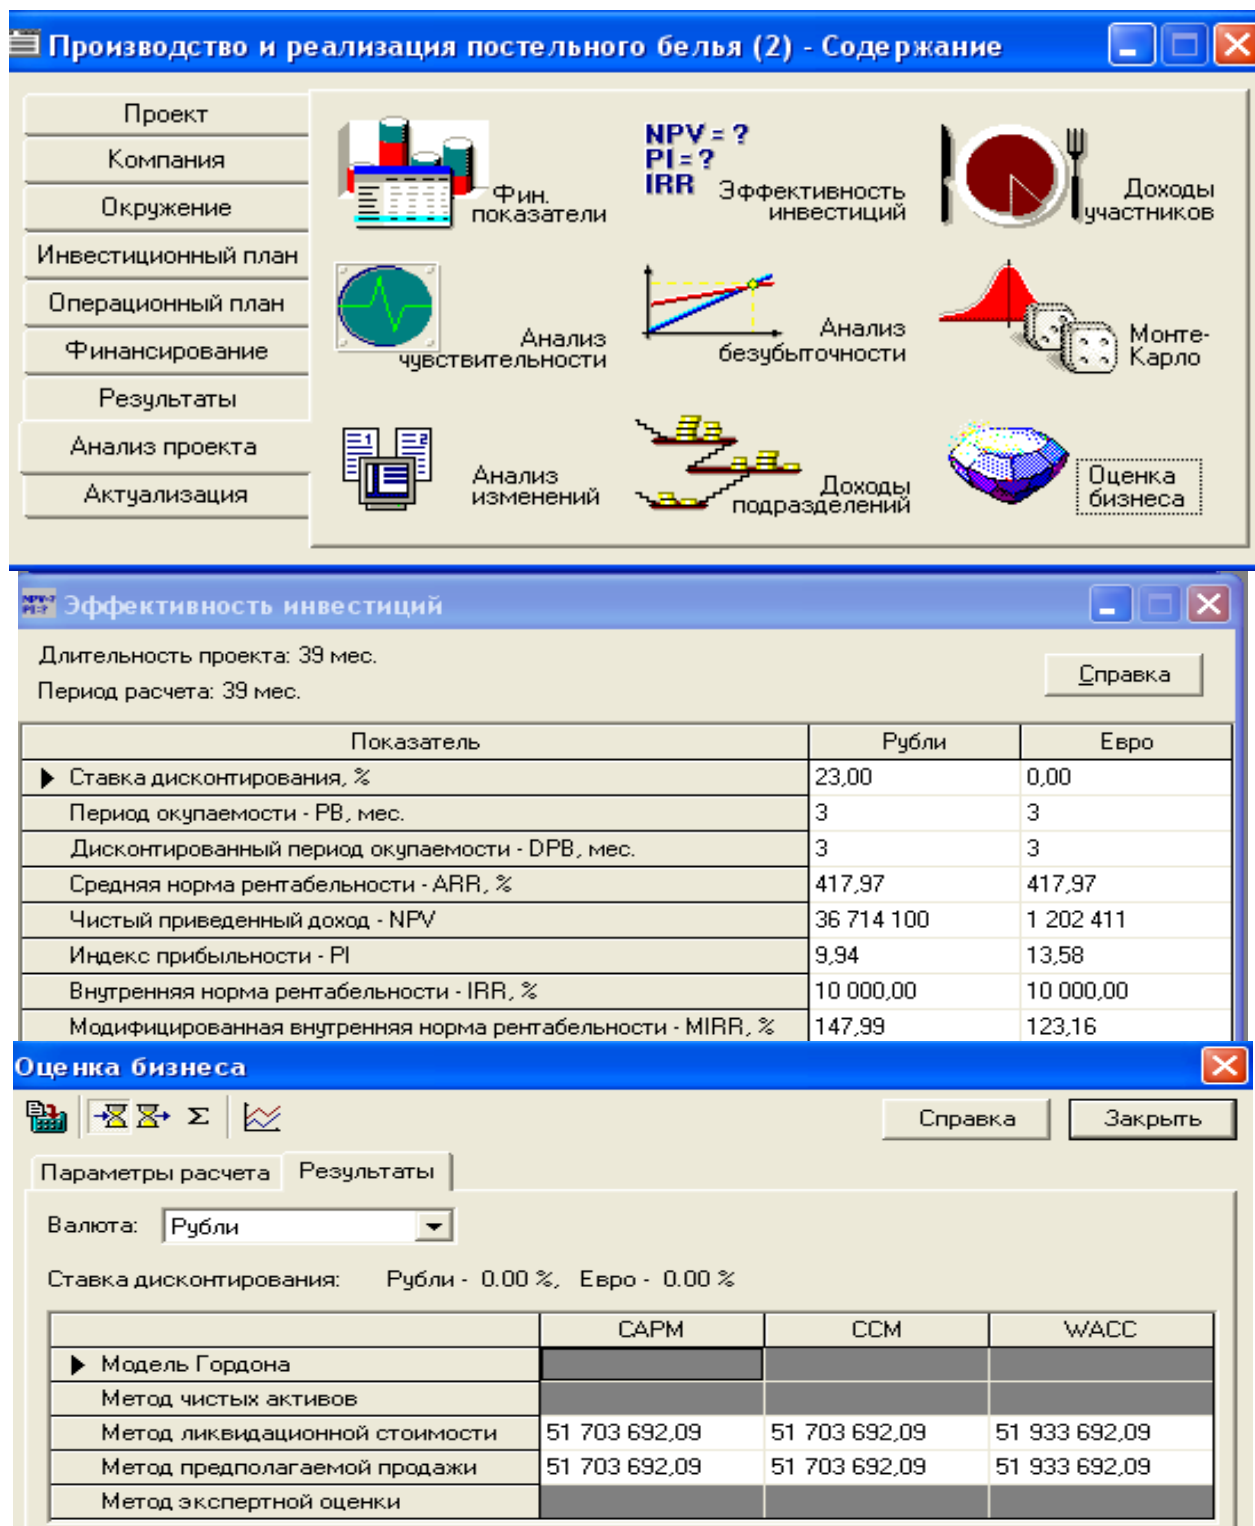 Производство и реализация постельного белья (2) - Содержание
Проект
Компания
Окружение
Инвестиционный план
Операционный план
Финансирование
Результаты
Анализ проекта
Актуализация
Фин.
показатели
NPV = ?
PI = ?
IRR
Эффективность
инвестиций
Доходы
участников
Анализ
чувствительности
Анализ
безубыточности
Монте-
Карло
1 2
Анализ
изменений
Доходы
подразделений
Оценка
бизнеса
Эффективность инвестиций
Длительность проекта: 39 мес.
Период расчета: 39 мес.
Справка
Показатель Рубли Евро
Ставка дисконтирования, % 23,00 0,00
Период окупаемости - PB, мес. 3 3
Дисконтированный период окупаемости - DPB, мес. 3 3
Средняя норма рентабельности - ARR, % 417,97 417,97
Чистый приведенный доход - NPV 36 714 100 1 202 411
Индекс прибыльности - PI 9,94 13,58
Внутренняя норма рентабельности - IRR, % 10 000,00 10 000,00
Модифицированная внутренняя норма рентабельности - MIRR, % 147,99 123,16
Оценка бизнеса
Σ
Справка Закрыть
Параметры расчета Результаты
Валюта: Рубли
Ставка дисконтирования: Рубли - 0.00 %, Евро - 0.00 %
CAPM CCM WACC
Модель Гордона
Метод чистых активов
Метод ликвидационной стоимости 51 703 692,09 51 703 692,09 51 933 692,09
Метод предполагаемой продажи 51 703 692,09 51 703 692,09 51 933 692,09
Метод экспертной оценки